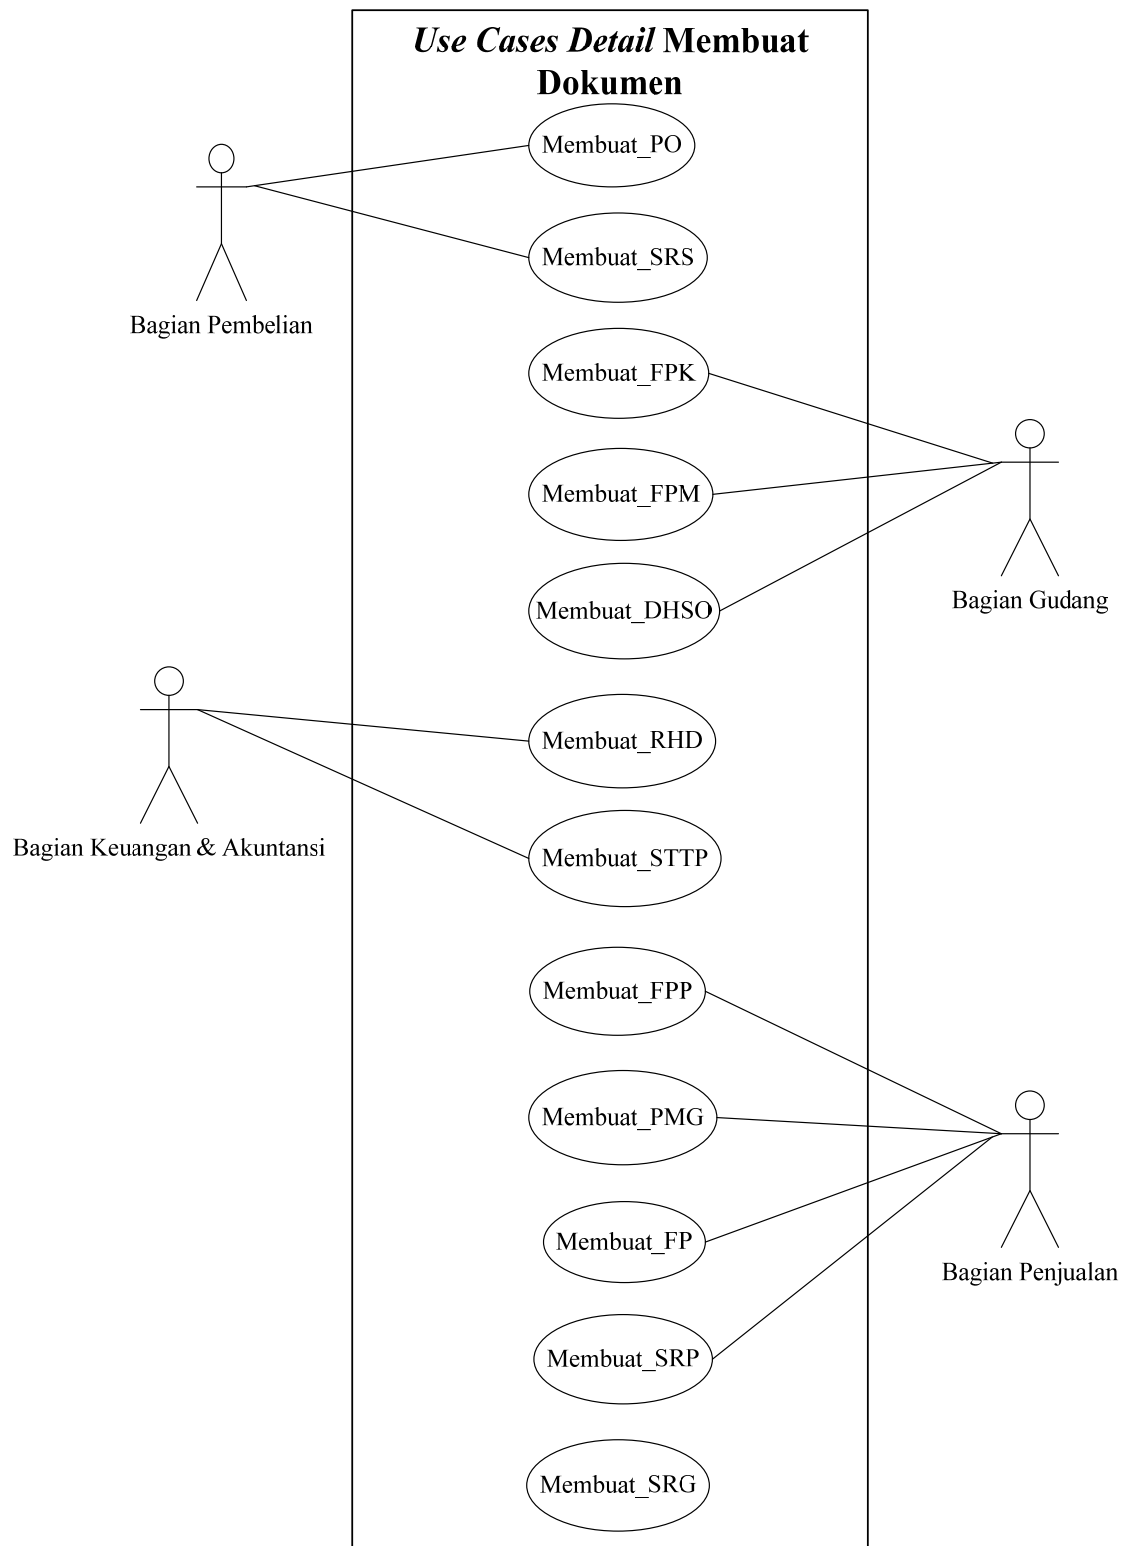 Use Cases Detail Membuat
Dokumen
Membuat_PO
Membuat_SRS
Bagian Pembelian
Membuat_FPK
Membuat_FPM
Membuat_DHSO
Bagian Gudang
Membuat_RHD
Membuat_STTP
Bagian Keuangan & Akuntansi
Membuat_FPP
Membuat_PMG
Membuat_FP
Bagian Penjualan
Membuat_SRP
Membuat_SRG